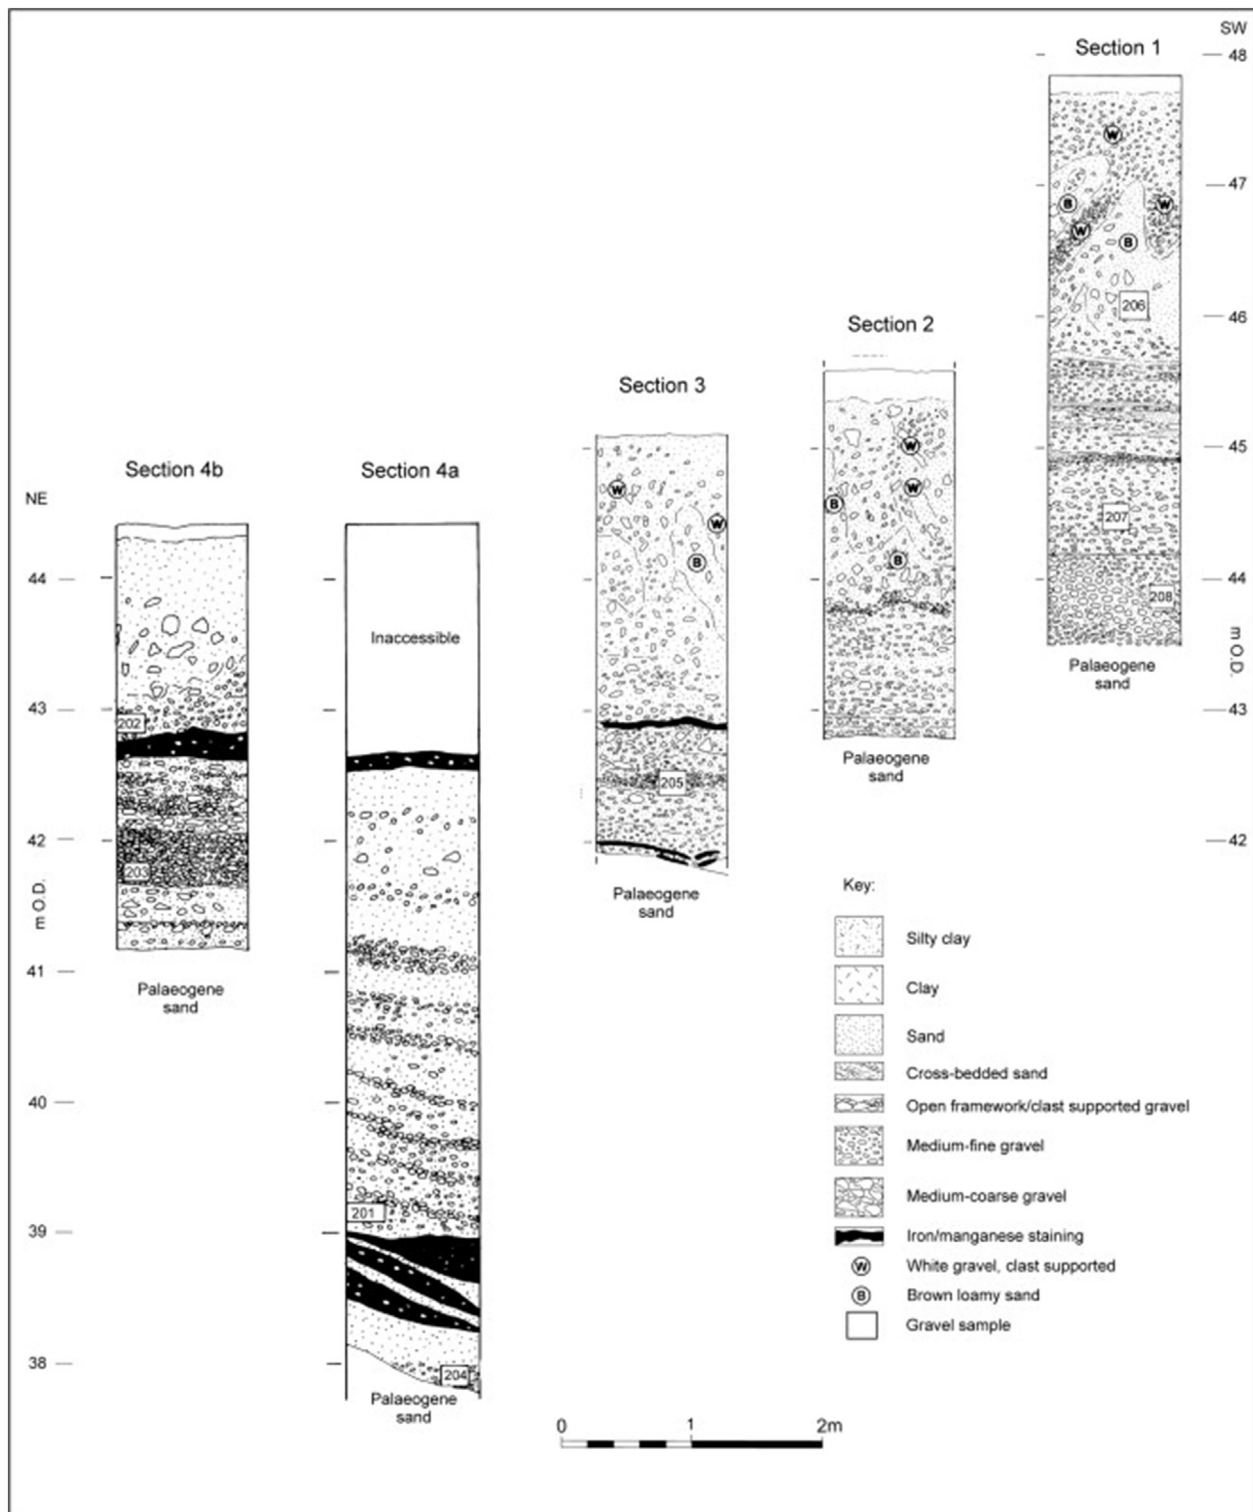 SW
Section 1
48
W
47
B
W
W
B
206
46
45
207
44
208
m O.D.
Palaeogene
sand
43
42
Section 2
W
W
B
B
Palaeogene
sand
Section 3
W
W
B
205
Palaeogene
sand
Section 4a
Inaccessible
201
204
Palaeogene
sand
Section 4b
NE
44
43
202
42
203
m O.D.
41
Palaeogene
sand
40
39
38
Key:
Silty clay
Clay
Sand
Cross-bedded sand
Open framework/clast supported gravel
Medium-fine gravel
Medium-coarse gravel
Iron/manganese staining
W White gravel, clast supported
B Brown loamy sand
Gravel sample
0 1 2m